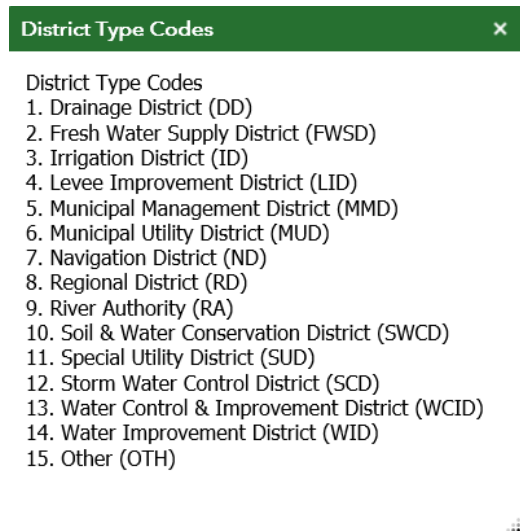 District Type Codes
×
District Type Codes
1. Drainage District (DD)
2. Fresh Water Supply District (FWSD)
3. Irrigation District (ID)
4. Levee Improvement District (LID)
5. Municipal Management District (MMD)
6. Municipal Utility District (MUD)
7. Navigation District (ND)
8. Regional District (RD)
9. River Authority (RA)
10. Soil & Water Conservation District (SWCD)
11. Special Utility District (SUD)
12. Storm Water Control District (SCD)
13. Water Control & Improvement District (WCID)
14. Water Improvement District (WID)
15. Other (OTH)